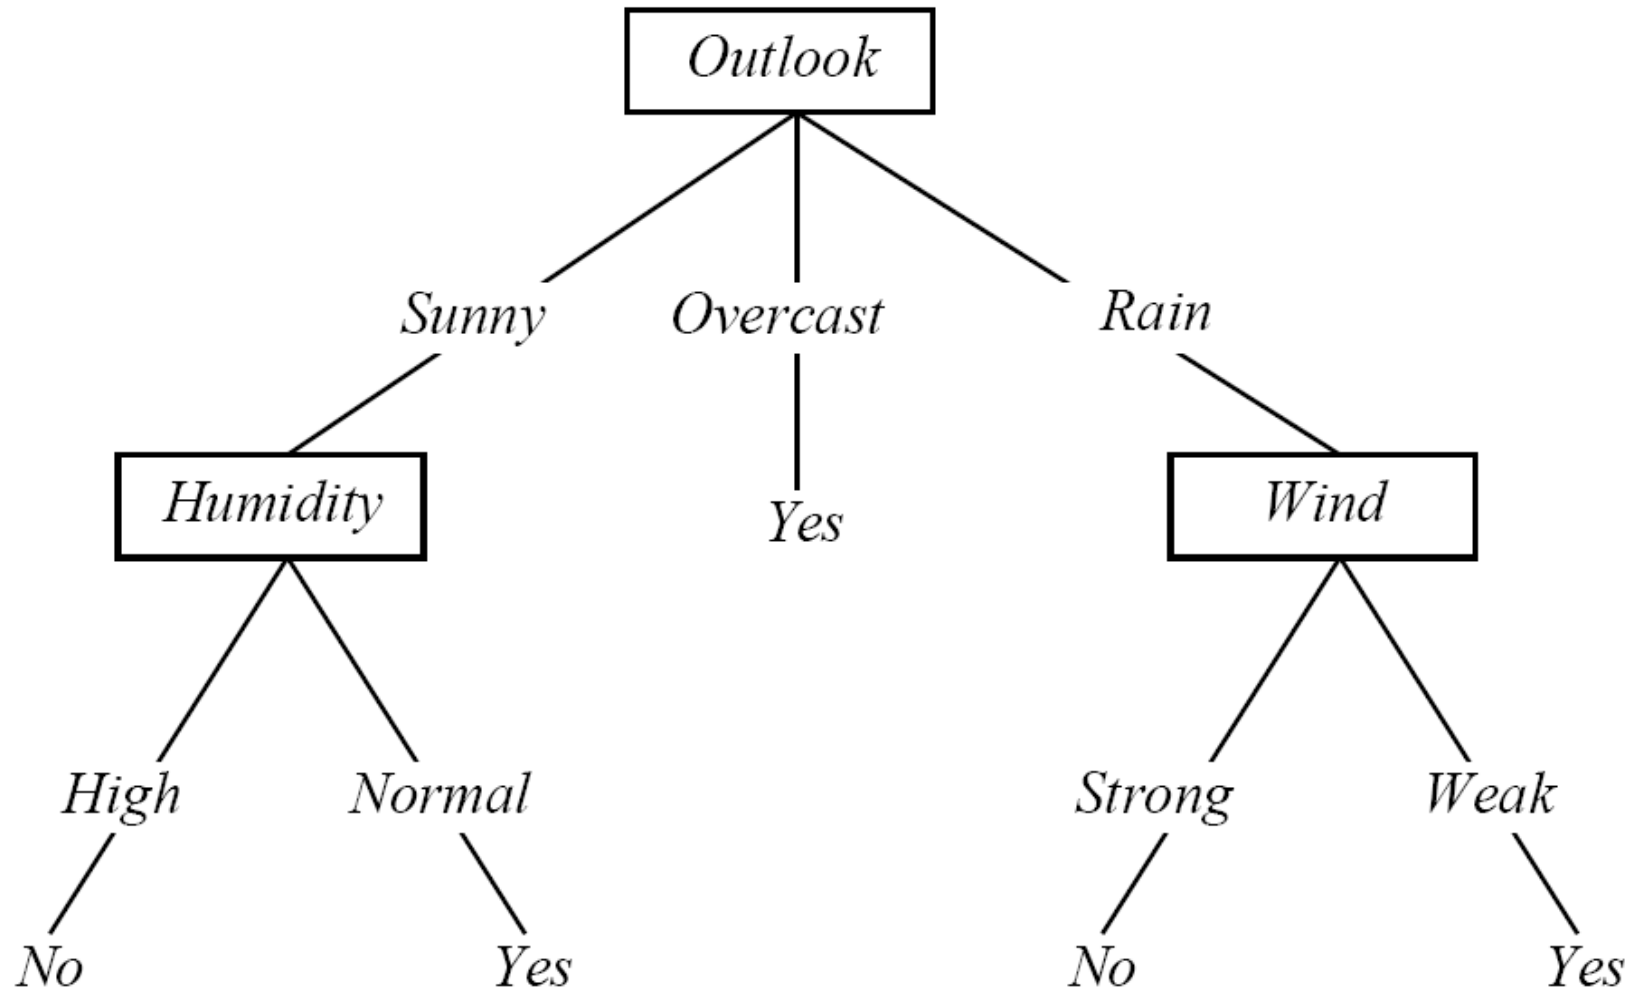 Outlook
Sunny Overcast Rain
Humidity Yes Wind
High Normal Strong Weak
No Yes No Yes